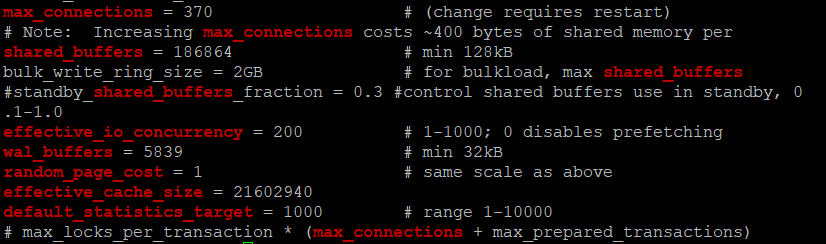 max_connections = 370 # (change requires restart)
# Note: Increasing max_connections costs ~400 bytes of shared memory per
shared_buffers = 186864 # min 128kB
bulk_write_ring_size = 2GB # for bulkload, max shared_buffers
#standby_shared_buffers_fraction = 0.3 #control shared buffers use in standby, 0
.1-1.0
effective_io_concurrency = 200 # 1-1000; 0 disables prefetching
wal_buffers = 5839 # min 32kB
random_page_cost = 1 # same scale as above
effective_cache_size = 21602940
default_statistics_target = 1000 # range 1-10000
# max_locks_per_transaction * (max_connections + max_prepared_transactions)